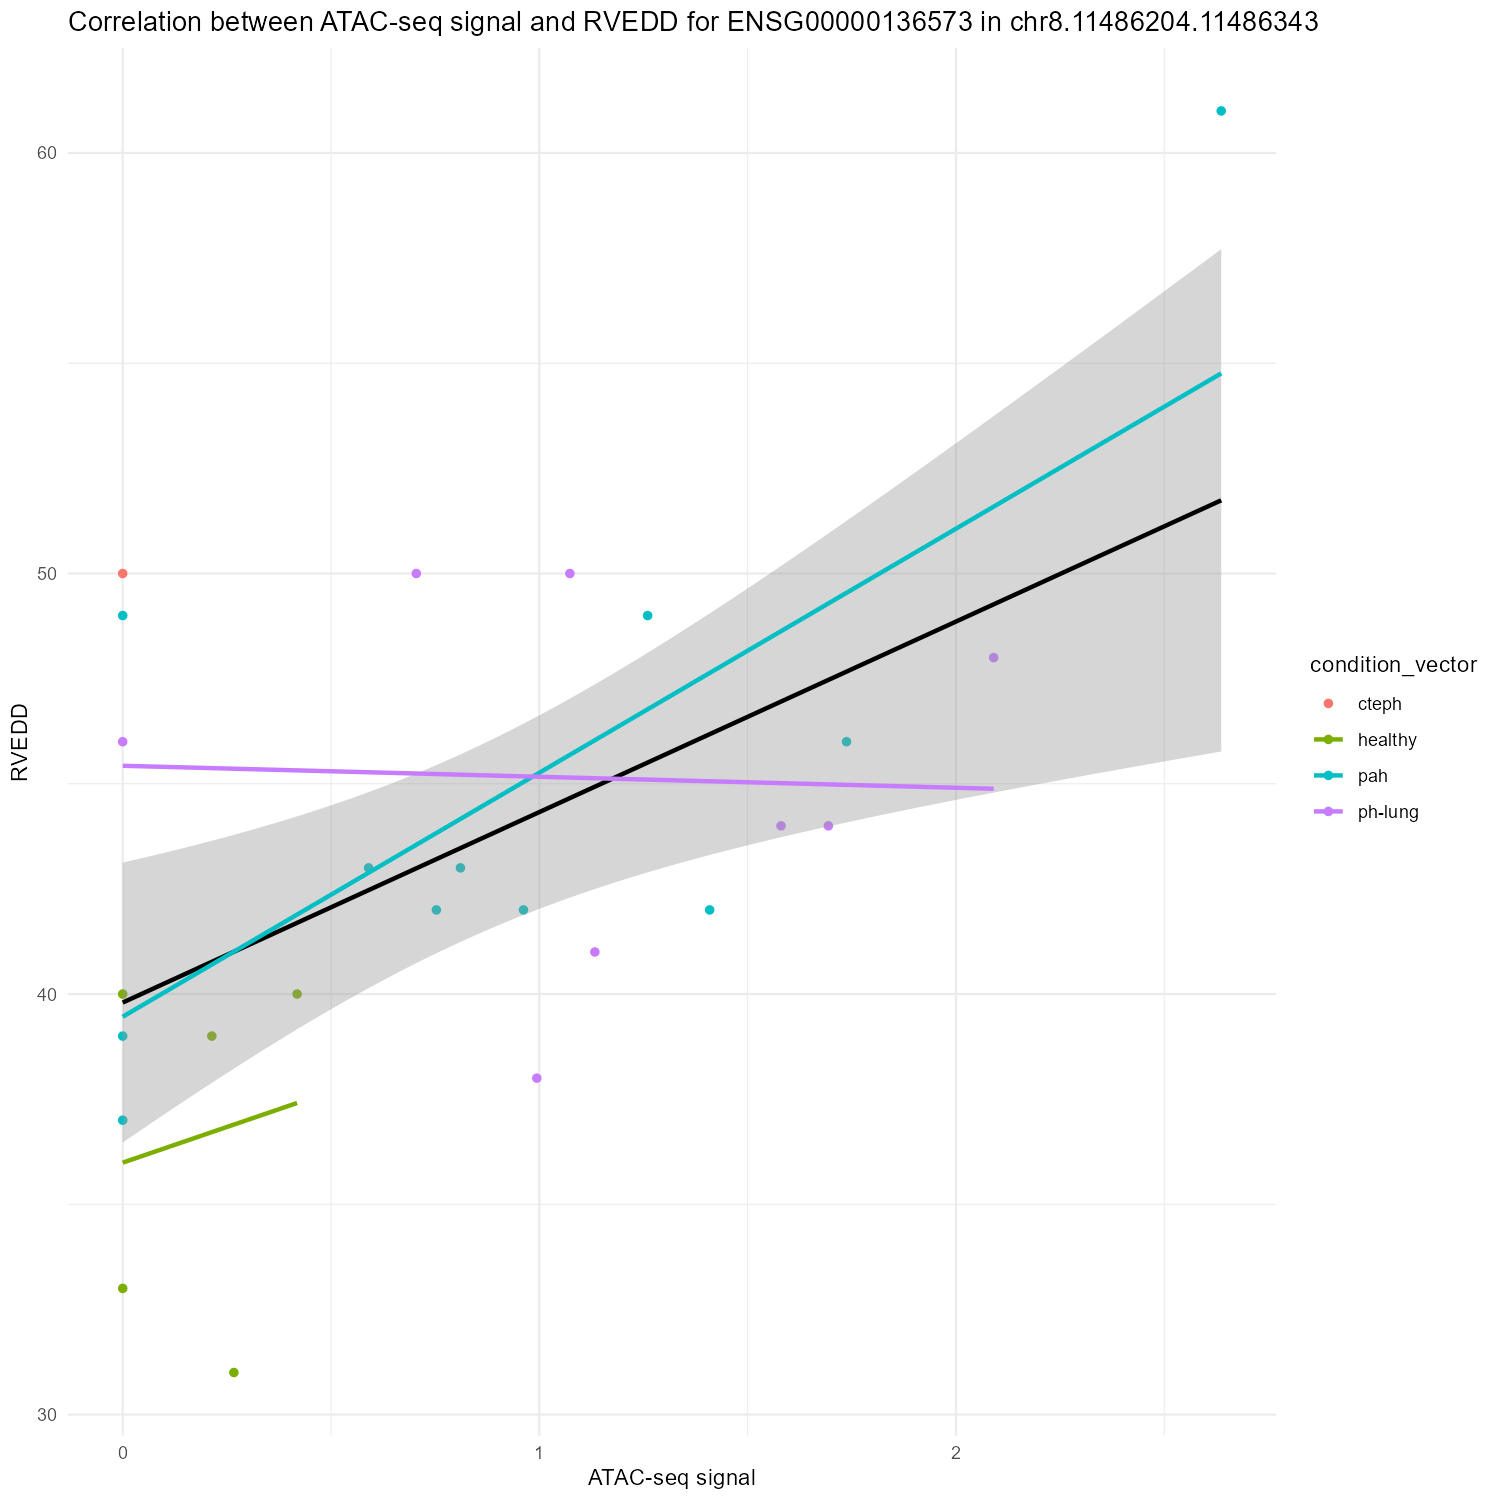 Correlation between ATAC-seq signal and RVEDD for ENSG00000136573 in chr8.11486204.11486343
60
50
40
30
RVEDD
0
1
2
ATAC-seq signal
condition_vector
cteph
healthy
pah
ph-lung